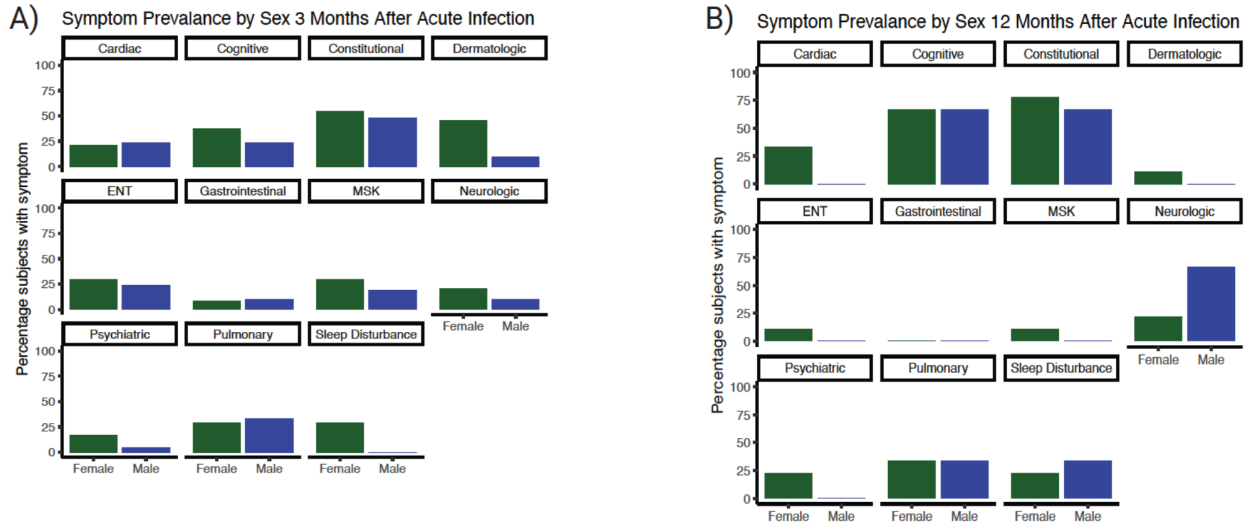 A) Symptom Prevalance by Sex 3 Months After Acute Infection
Percentage subjects with symptom
Cardiac Cognitive Constitutional Dermatologic
100
75
50
25
0
ENT Gastrointestinal MSK Neurologic
100
75
50
25
0
Female Male
Psychiatric Pulmonary Sleep Disturbance
100
75
50
25
0
Female Male Female Male Female Male
B) Symptom Prevalance by Sex 12 Months After Acute Infection
Percentage subjects with symptom
Cardiac Cognitive Constitutional Dermatologic
100
75
50
25
0
ENT Gastrointestinal MSK Neurologic
100
75
50
25
0
Female Male
Psychiatric Pulmonary Sleep Disturbance
100
75
50
25
0
Female Male Female Male Female Male